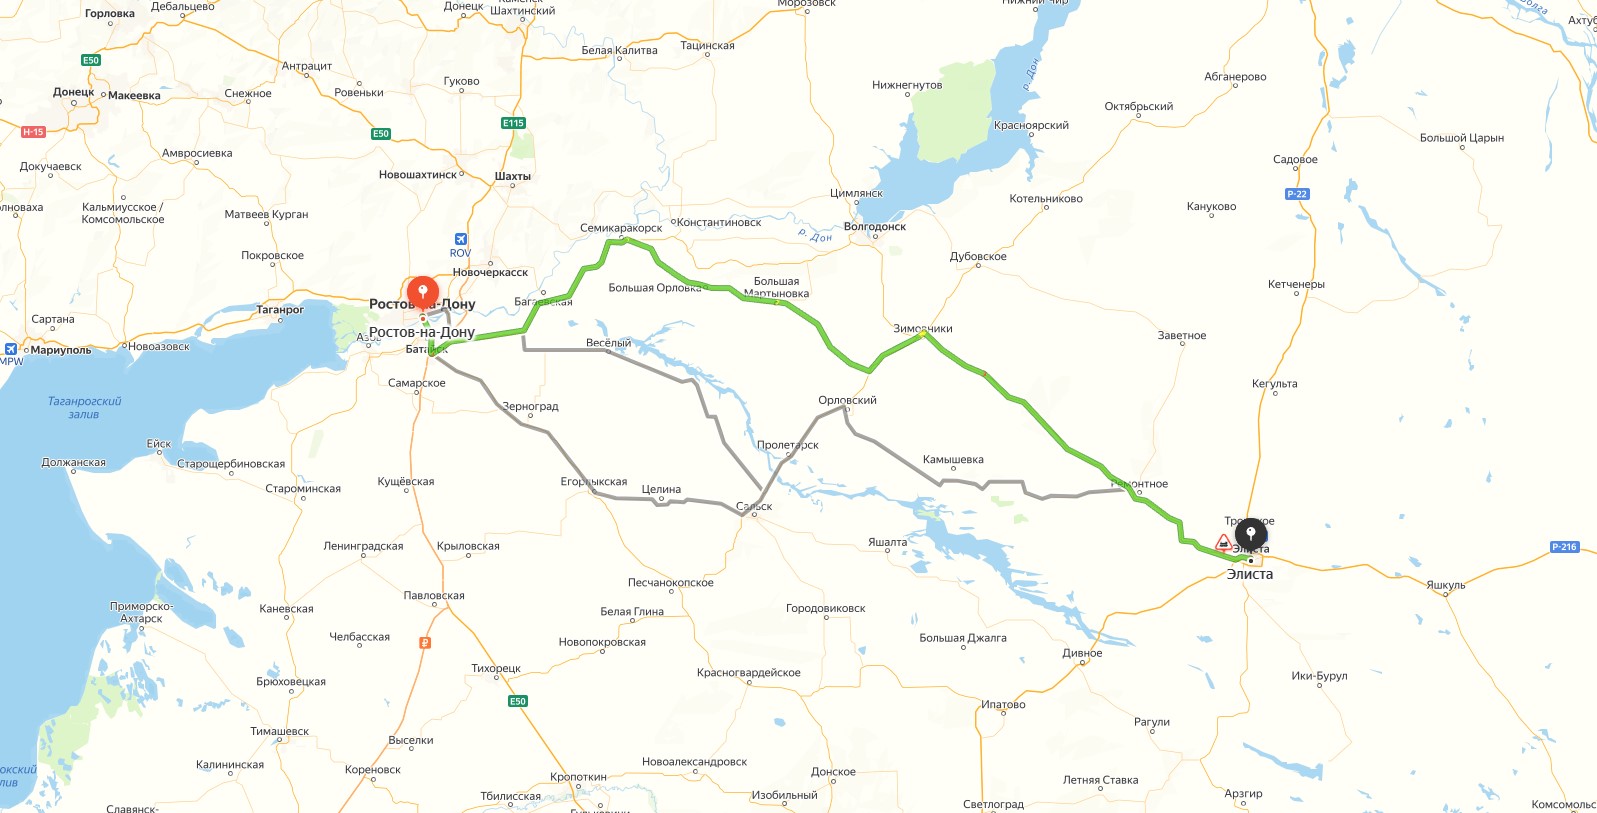 Горловка
Дебальцево
Донецк
Каменск
Шахтинский
Морозовск
Нижний Чир
Волга
Ахтуб
Белая Калитва
Тацинская
E50
Антрацит
Гуково
Ровеньки
Снежное
Донецк
Макеевка
Нижнегнутов
р. Дон
Абганерово
Октябрьский
Н-15
E50
E115
Красноярский
Большой Царын
Докучаевск
Амвросиевка
Новошахтинск
Шахты
Садовое
Р-22
Цимлянск
Котельниково
Кануково
олноваха
Кальмиусское /
Комсомольское
Матвеев Курган
Семикаракорск
Константиновск
р. Дон
Волгодонск
ROV
Покровское
Новочеркасск
Дубовское
Кетченеры
Большая Орловка
Большая
Мартыновка
Багаевская
Ростов-на-Дону
Ростов-на-Дону
Таганрог
Сартана
Мариуполь
MPW
Новоазовск
Азов
Батайск
Весёлый
Зимовники
Заветное
Самарское
Кегульта
Таганрогский
залив
Зерноград
Орловский
Ейск
Должанская
Старощербиновская
Пролетарск
Камышевка
Староминская
Кущёвская
Егорлыкская
Целина
Сальск
Ремонтное
Троицкое
Элиста
Элиста
Р-216
Яшкуль
Ленинградская
Крыловская
Яшалта
Песчанокопское
Приморско-
Ахтарск
Каневская
Павловская
Белая Глина
Городовиковск
Челбасская
Новопокровская
Большая Джалга
Дивное
Тихорецк
Красногвардейское
Ики-Бурул
Брюховецкая
E50
Ипатово
Рагули
Тимашевск
Выселки
Калининская
Кореновск
Кропоткин
Новоалександровск
Донское
Летняя Ставка
Тбилисская
Изобильный
Светлоград
Арзгир
Славянск-
Гулькевичи
Комсомольс